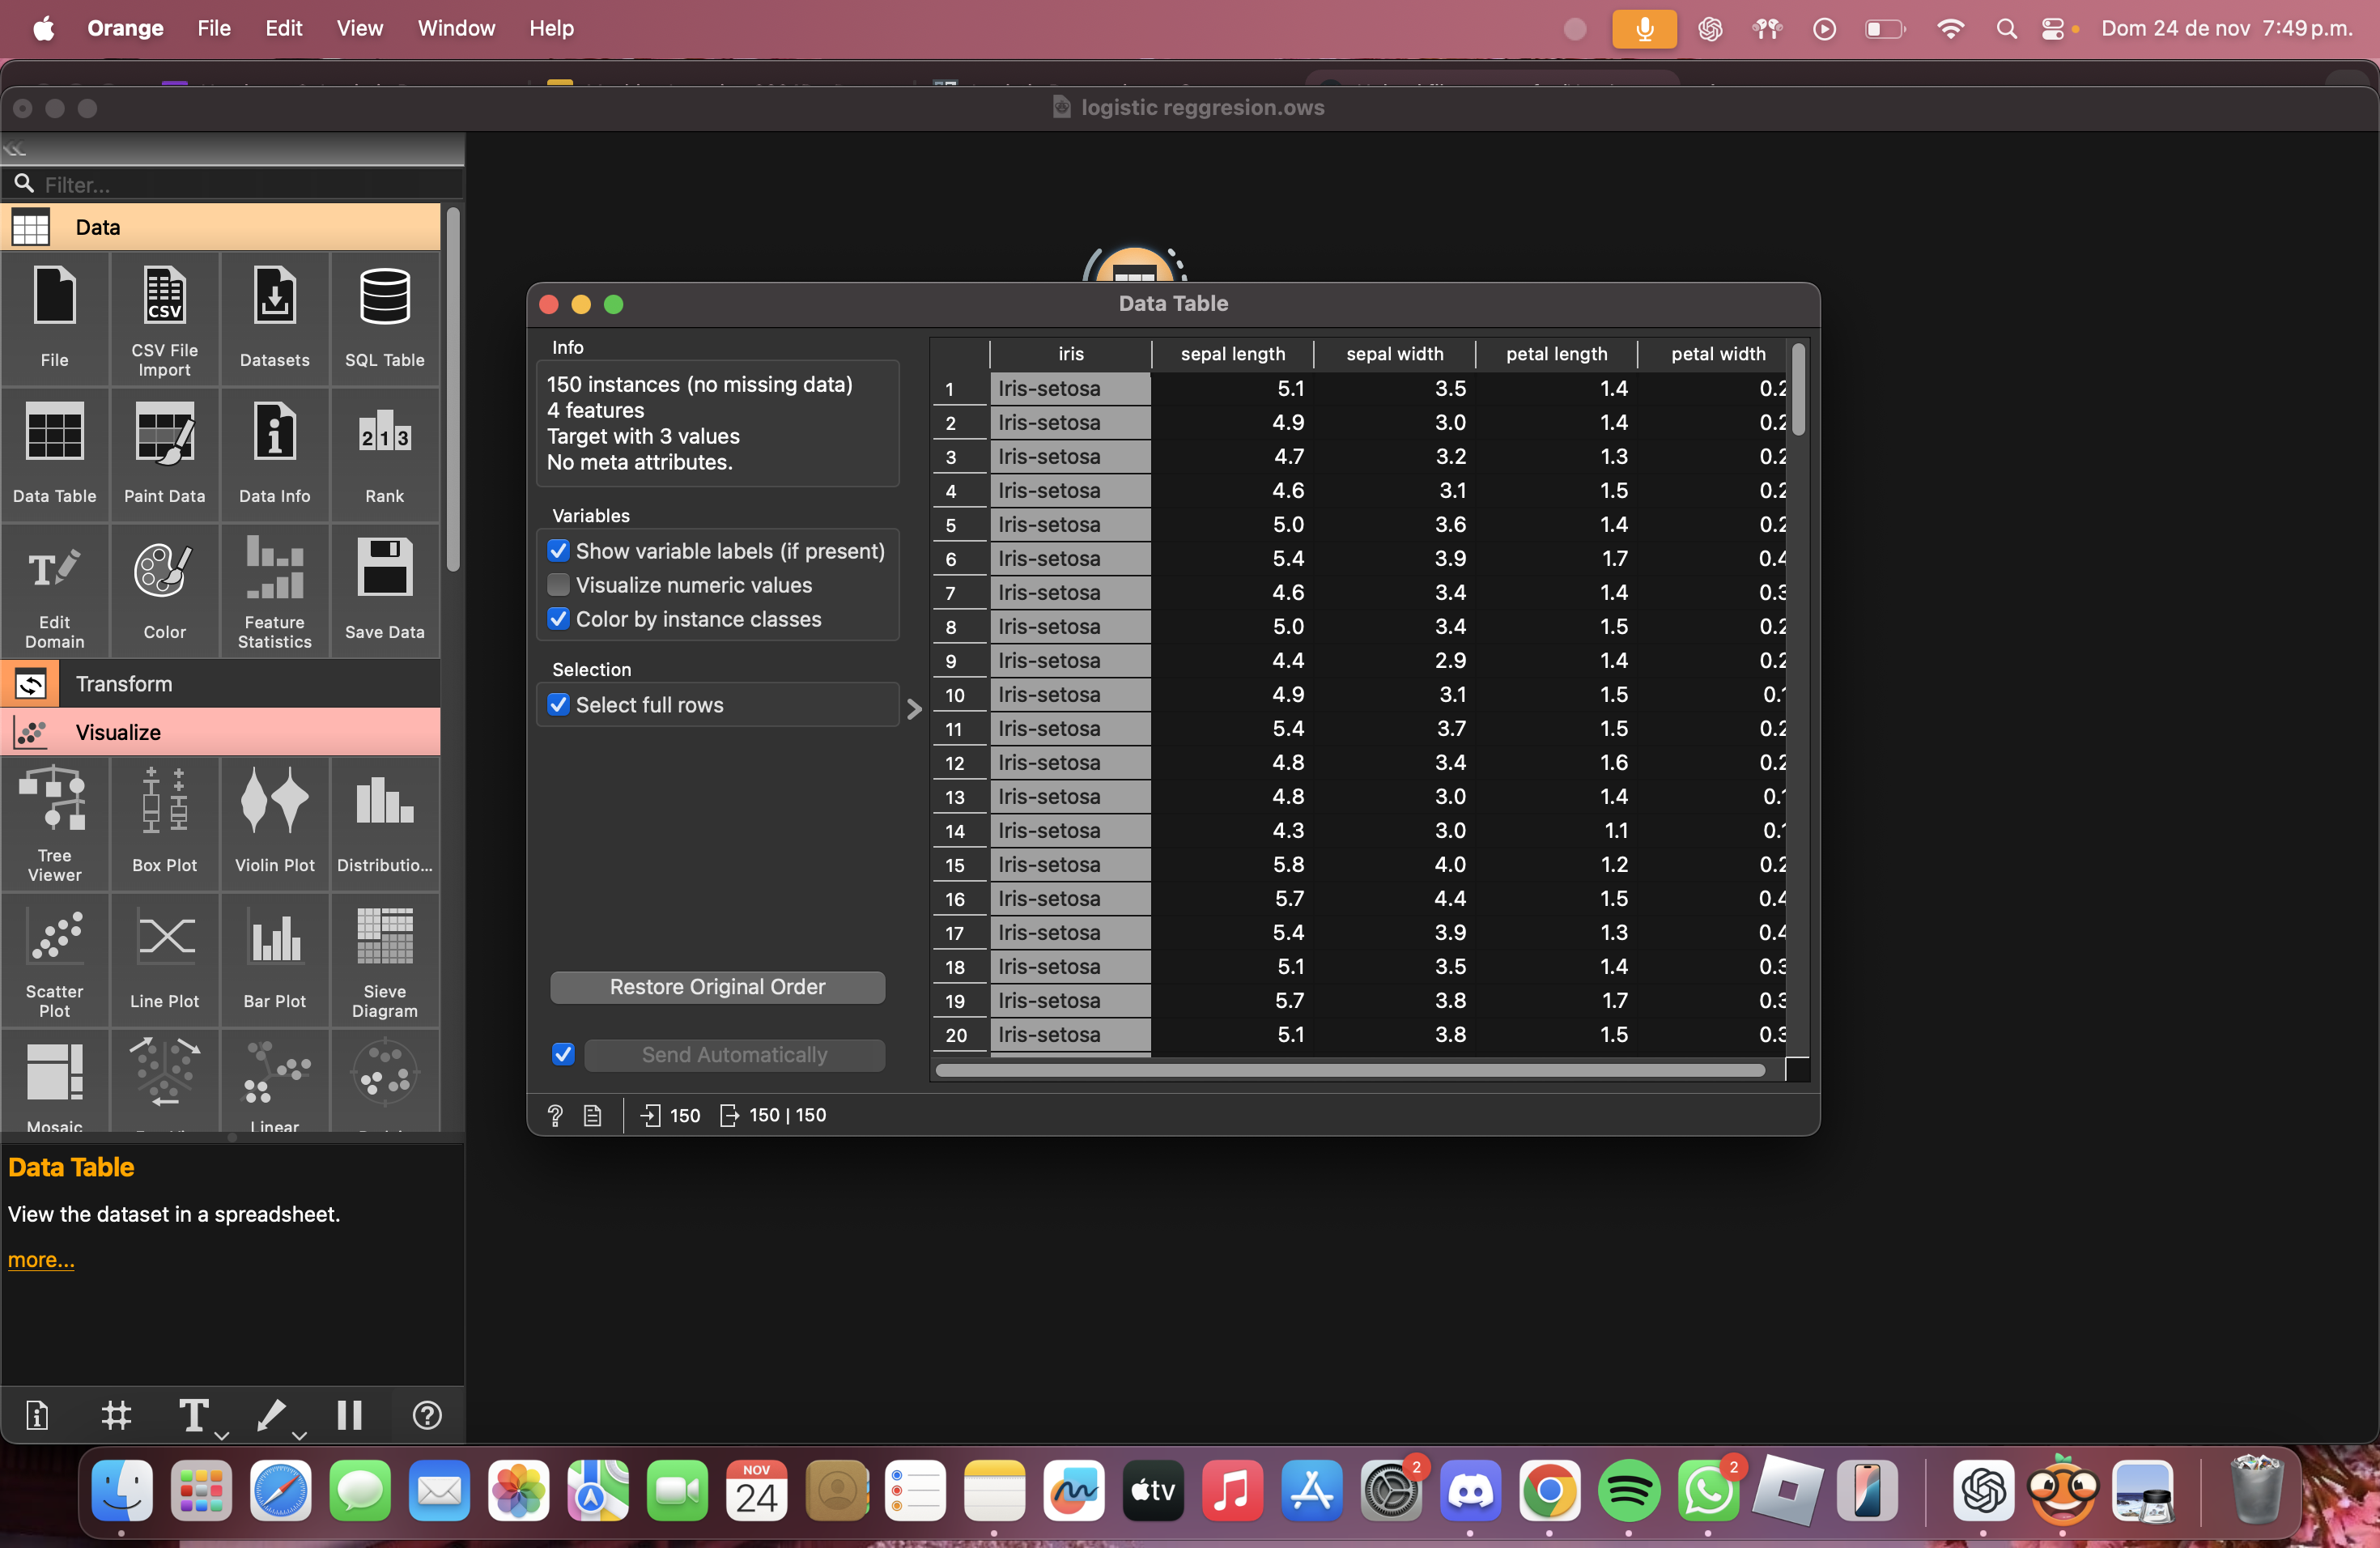 Orange File Edit View Window Help
Dom 24 de nov 7:49 p.m.
logistic reggresion.ows
Filter...
Data
File
CSV
CSV File Import
Datasets
SQL Table
Data Table
Paint Data
Data Info
2 1 3
Rank
Edit Domain
Color
Feature Statistics
Save Data
Transform
Visualize
Tree Viewer
Box Plot
Violin Plot
Distributio...
Scatter Plot
Line Plot
Bar Plot
Sieve Diagram
Mosaic
Linear
Data Table
View the dataset in a spreadsheet.
more...
Data Table
Info
150 instances (no missing data)
4 features
Target with 3 values
No meta attributes.
Variables
Show variable labels (if present)
Visualize numeric values
Color by instance classes
Selection
Select full rows
Restore Original Order
Send Automatically
150 150 | 150
iris sepal length sepal width petal length petal width
1 Iris-setosa 5.1 3.5 1.4 0.2
2 Iris-setosa 4.9 3.0 1.4 0.2
3 Iris-setosa 4.7 3.2 1.3 0.2
4 Iris-setosa 4.6 3.1 1.5 0.2
5 Iris-setosa 5.0 3.6 1.4 0.2
6 Iris-setosa 5.4 3.9 1.7 0.4
7 Iris-setosa 4.6 3.4 1.4 0.3
8 Iris-setosa 5.0 3.4 1.5 0.2
9 Iris-setosa 4.4 2.9 1.4 0.2
10 Iris-setosa 4.9 3.1 1.5 0.1
11 Iris-setosa 5.4 3.7 1.5 0.2
12 Iris-setosa 4.8 3.4 1.6 0.2
13 Iris-setosa 4.8 3.0 1.4 0.1
14 Iris-setosa 4.3 3.0 1.1 0.1
15 Iris-setosa 5.8 4.0 1.2 0.2
16 Iris-setosa 5.7 4.4 1.5 0.4
17 Iris-setosa 5.4 3.9 1.3 0.4
18 Iris-setosa 5.1 3.5 1.4 0.3
19 Iris-setosa 5.7 3.8 1.7 0.3
20 Iris-setosa 5.1 3.8 1.5 0.3
NOV
24
tv
2
2